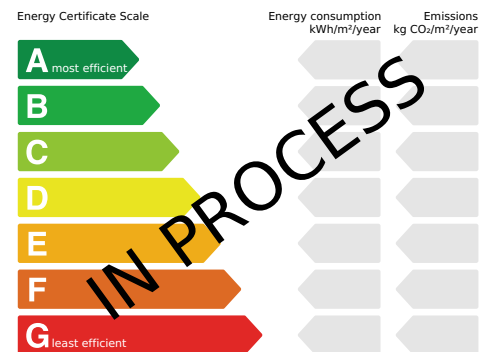 Energy Certificate Scale
Energy consumption
kWh/m²/year
Emissions
kg CO₂/m²/year
A most efficient
B
C
D
E
F
G least efficient
IN PROCESS